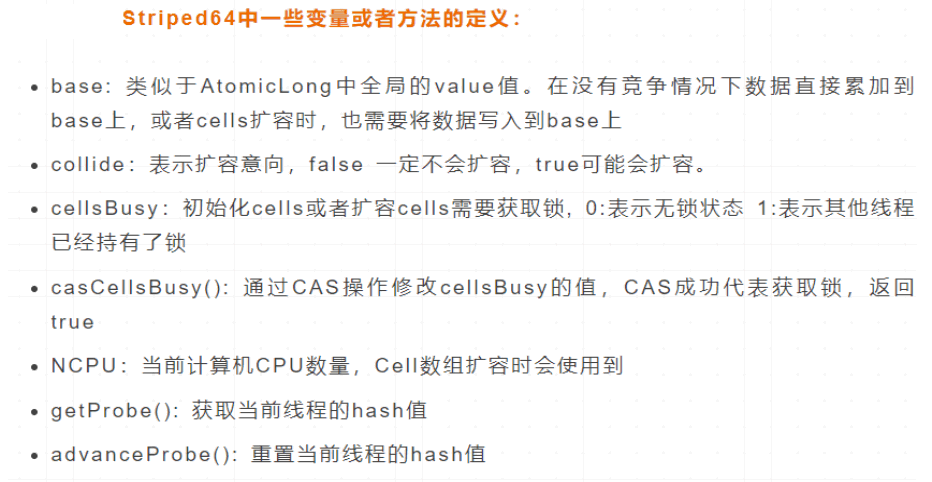 Striped64中一些变量或者方法的定义：
• base: 类似于AtomicLong中全局的value值。在没有竞争情况下数据直接累加到
base上，或者cells扩容时，也需要将数据写入到base上
• collide：表示扩容意向，false 一定不会扩容，true可能会扩容。
• cellsBusy：初始化cells或者扩容cells需要获取锁, 0:表示无锁状态 1:表示其他线程
已经持有了锁
• casCellsBusy(): 通过CAS操作修改cellsBusy的值，CAS成功代表获取锁，返回
true
• NCPU：当前计算机CPU数量，Cell数组扩容时会使用到
• getProbe(): 获取当前线程的hash值
• advanceProbe(): 重置当前线程的hash值